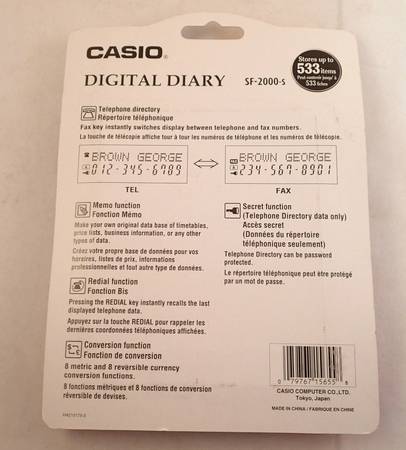 CASIO®
DIGITAL DIARY SF-2000-S
Stores up to
533 items
Peut contenir jusqu'à
533 fiches
Telephone directory
Répertoire téléphonique
Fax key instantly switches display between telephone and fax numbers.
La touche de télécopie affiche tour à tour les numéros de téléphone et les numéros de télécopie.
BROWN GEORGE
012-345-6789
TEL
BROWN GEORGE
234-567-8901
FAX
Memo function
Fonction Mémo
Make your own original data base of timetables,
price lists, business information, or any other
types of data.
Créez votre propre base de données pour vos
horaires, listes de prix, informations
professionnelles et tout autre type de données.
Secret function
(Telephone Directory data only)
Accès secret
(Données du répertoire
téléphonique seulement)
Telephone Directory can be password
protected.
Le répertoire téléphonique peut être protégé
par un mot de passe.
Redial function
Fonction Bis
Pressing the REDIAL key instantly recalls the last
displayed telephone data.
Appuyez sur la touche REDIAL pour rappeler les
dernières coordonnées téléphoniques affichées.
Conversion function
Fonction de conversion
8 metric and 8 reversible currency
conversion functions.
8 fonctions métriques et 8 fonctions de conversion
réversible de devises.
0 79767 15655 8
CASIO COMPUTER CO.,LTD.
Tokyo, Japan
MADE IN CHINA / FABRIQUÉ EN CHINE